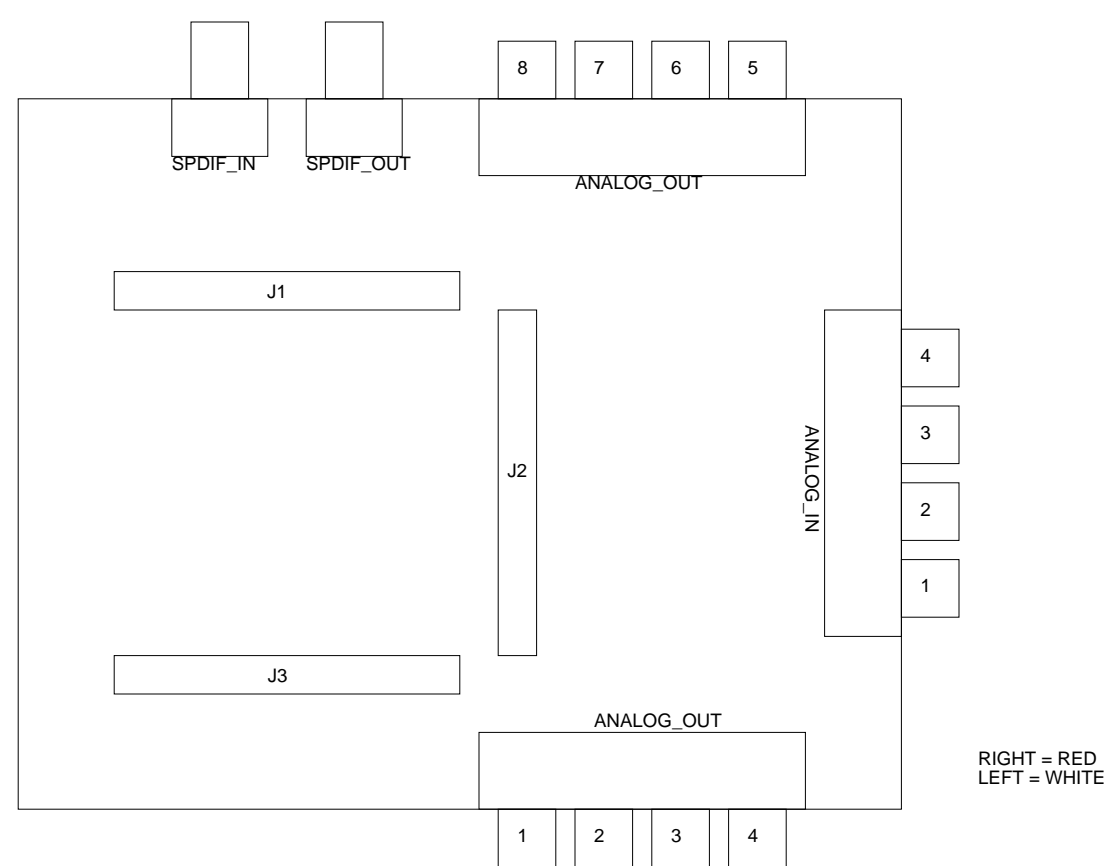 8 7 6 5
SPDIF_IN SPDIF_OUT
ANALOG_OUT
J1
4
3
ANALOG_IN
J2
2
1
J3
ANALOG_OUT
RIGHT = RED
LEFT = WHITE
1 2 3 4